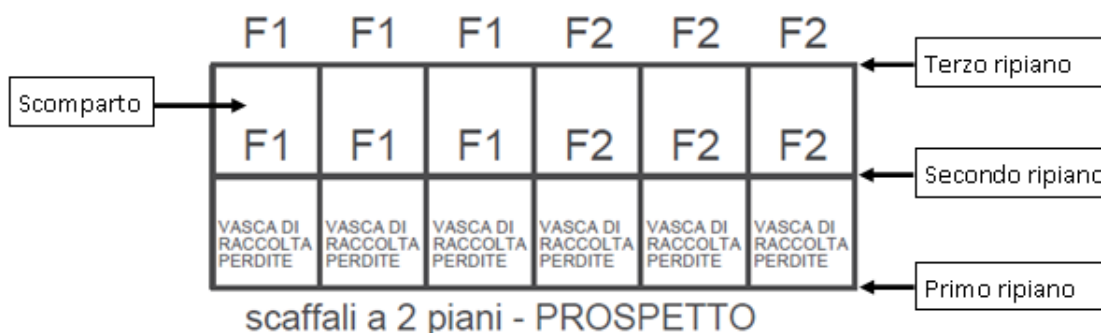 F1 F1 F1 F2 F2 F2
Terzo ripiano
Scomparto
F1 F1 F1 F2 F2 F2
Secondo ripiano
VASCA DI VASCA DI VASCA DI VASCA DI VASCA DI VASCA DI
RACCOLTA RACCOLTA RACCOLTA RACCOLTA RACCOLTA RACCOLTA
PERDITE PERDITE PERDITE PERDITE PERDITE PERDITE
Primo ripiano
scaffali a 2 piani - PROSPETTO